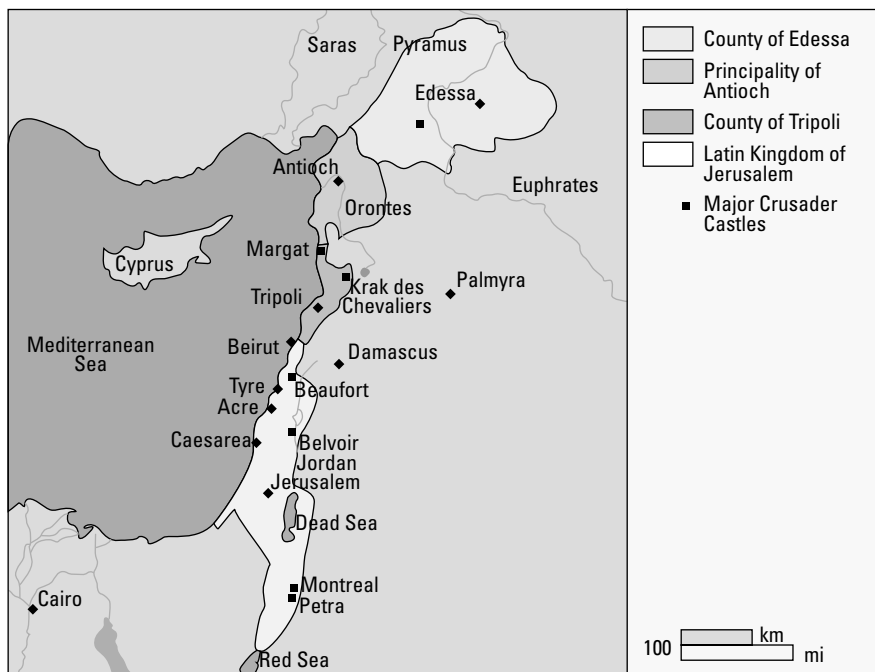 Saras
Pyramus
Edessa
Antioch
Euphrates
Orontes
Margat
Cyprus
Krak des
Chevaliers
Palmyra
Tripoli
Mediterranean
Sea
Beirut
Damascus
Tyre
Beaufort
Acre
Caesarea
Belvoir
Jordan
Jerusalem
Dead Sea
Montreal
Petra
Cairo
Red Sea
County of Edessa
Principality of
Antioch
County of Tripoli
Latin Kingdom of
Jerusalem
Major Crusader
Castles
100
km
mi